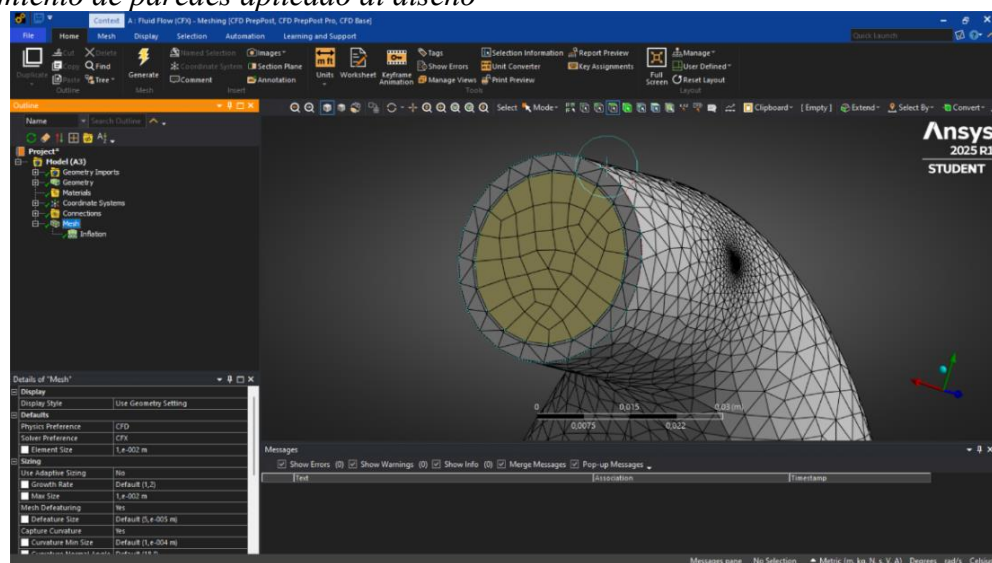 miento de paredes aplicado al diseño
Context A : Fluid Flow (CFX) - Meshing [CFD PrepPost, CFD PrepPost Pro, CFD Base]
File Home Mesh Display Selection Automation Learning and Support Quick Launch
Duplicate Cut Copy Paste Delete Find Tree Generate Named Selection Coordinate System Comment Images Section Plane Annotation Units Worksheet Keyframe Animation Tags Show Errors Manage Views Selection Information Unit Converter Print Preview Report Preview Key Assignments Full Screen Manage User Defined Reset Layout
Outline Mesh Insert Tools Layout
Outline
Select Mode Clipboard [ Empty ] Extend Select By Convert
Name Search Outline
Project*
Model (A3)
Geometry Imports
Geometry
Materials
Coordinate Systems
Connections
Mesh
Inflation
Ansys
2025 R1
STUDENT
0 0,015 0,03 (m)
0,0075 0,022
Details of "Mesh"
Display
Display Style Use Geometry Setting
Defaults
Physics Preference CFD
Solver Preference CFX
Element Size 1,e-002 m
Sizing
Use Adaptive Sizing No
Growth Rate Default (1,2)
Max Size 1,e-002 m
Mesh Defeaturing Yes
Defeature Size Default (5,e-005 m)
Capture Curvature Yes
Curvature Min Size Default (1,e-004 m)
Messages
Show Errors (0) Show Warnings (0) Show Info (0) Merge Messages Pop-up Messages
Text Association Timestamp
Messages pane No Selection Metric (m, kg, N, s, V, A) Degrees rad/s Celsius